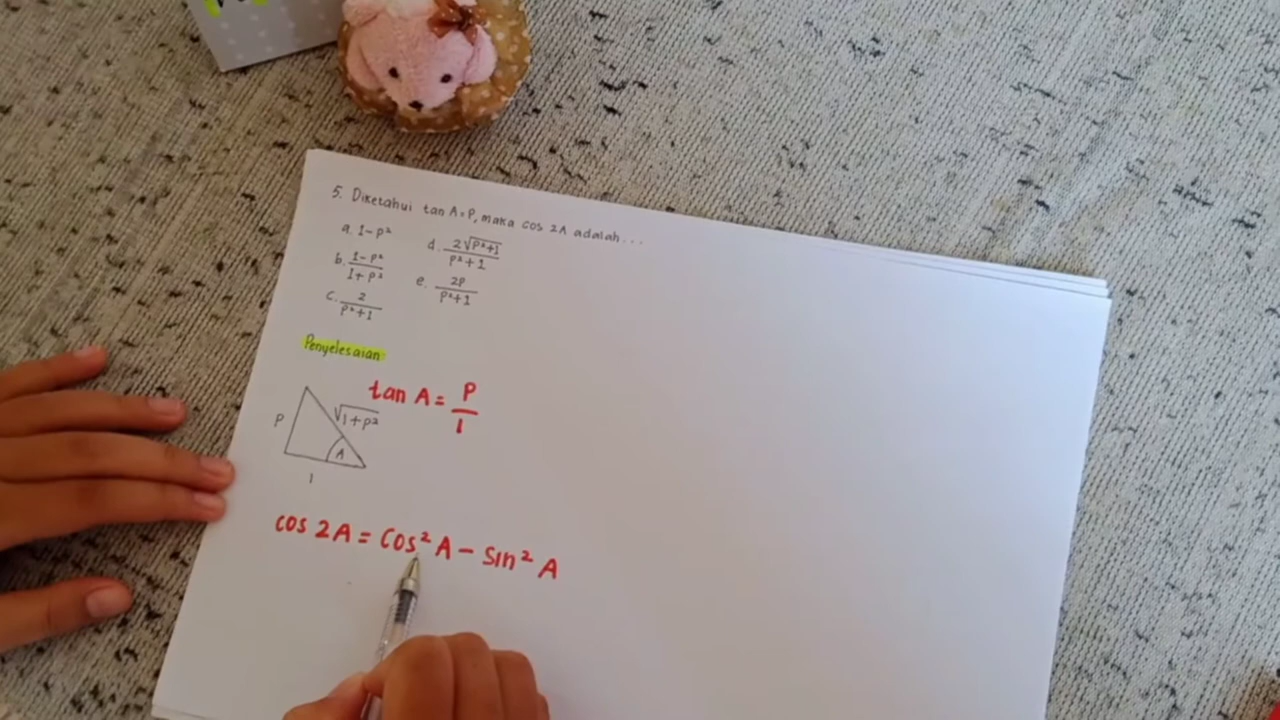 5. Diketahui tan A=P, maka cos 2A adalah...
a. 1-p²
b. 1-p²/1+p²
c. 2/p²+1
d. 2√p²+1/p²+1
e. 2p/p²+1
Penyelesaian
tan A = P/1
P
√1+p²
A
1
cos 2A = cos² A - sin² A